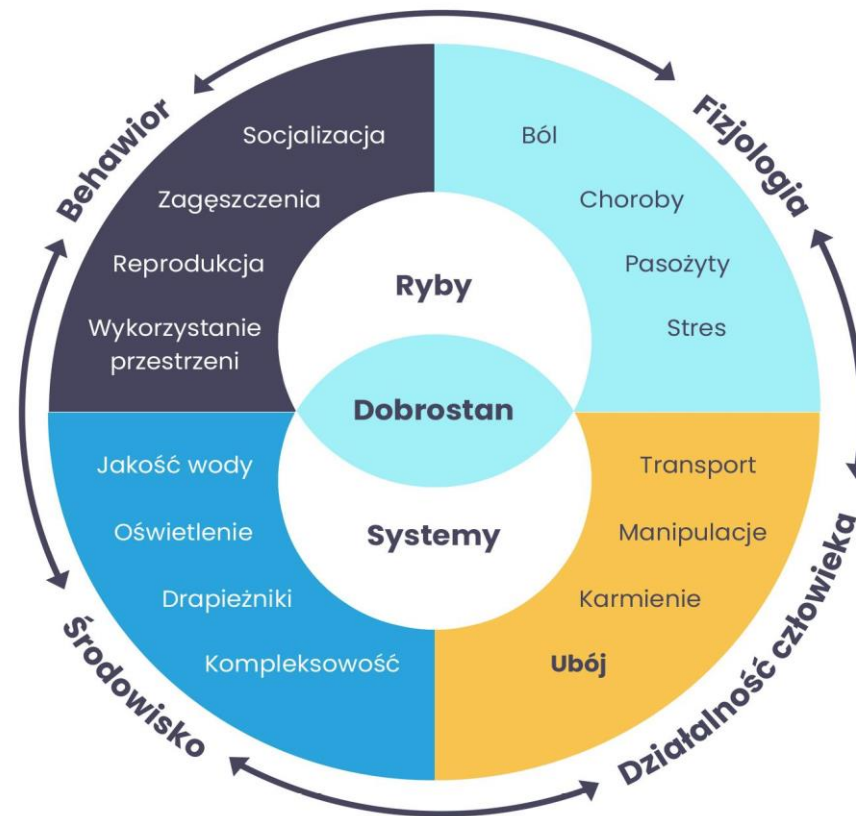 Behawior
Fizjologia
Socjalizacja
Zagęszczenia
Reprodukcja
Wykorzystanie
przestrzeni
Ból
Choroby
Pasożyty
Stres
Ryby
Dobrostan
Systemy
Jakość wody
Oświetlenie
Drapieżniki
Kompleksowość
Transport
Manipulacje
Karmienie
Ubój
Środowisko
Działalność człowieka